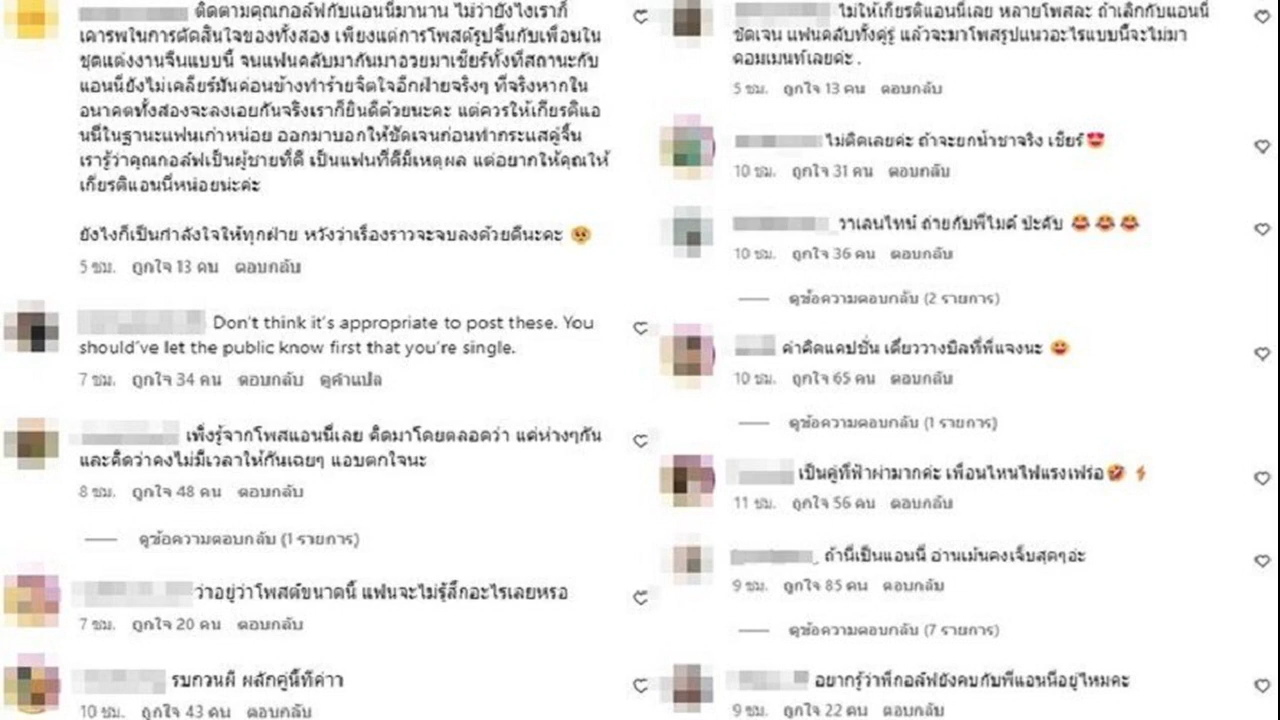 ติดตามคุณกอล์ฟกับแอนนี่มานาน ไม่ว่ายังไงเราก็
เคารพในการตัดสินใจของทั้งสอง เพียงแต่การโพสต์รูปจิ้นกับเพื่อนใน
ชุดแต่งงานจีนแบบนี้ จนแฟนคลับมากันมาอวยมาเชียร์ทั้งที่สถานะกับ
แอนนี่ยังไม่เคลียร์มันค่อนข้างทำร้ายจิตใจอีกฝ่ายจริงๆ ที่จริงหากใน
อนาคตทั้งสองจะลงเอยกันจริงเราก็ยินดีด้วยนะคะ แต่ควรให้เกียรติแอ
นนี่ในฐานะแฟนเก่าหน่อย ออกมาบอกให้ชัดเจนก่อนทำกระแสคู่จิ้น
เรารู้ว่าคุณกอล์ฟเป็นผู้ชายที่ดี เป็นแฟนที่ดีมีเหตุผล แต่อยากให้คุณให้
เกียรติแอนนี่หน่อยน่ะค่ะ
ยังไงก็เป็นกำลังใจให้ทุกฝ่าย หวังว่าเรื่องราวจะจบลงด้วยดีนะคะ 🥺
5 ชม. ถูกใจ 13 คน ตอบกลับ
Don't think it's appropriate to post these. You
should've let the public know first that you're single.
7 ชม. ถูกใจ 34 คน ตอบกลับ ดูคำแปล
เพิ่งรู้จากโพสแอนนี่เลย คิดมาโดยตลอดว่า แค่ห่างๆกัน
และคิดว่าคงไม่มีเวลาให้กันเฉยๆ แอบตกใจนะ
8 ชม. ถูกใจ 48 คน ตอบกลับ
ดูข้อความตอบกลับ (1 รายการ)
ว่าอยู่ว่าโพสต์ขนาดนี้ แฟนจะไม่รู้สึกอะไรเลยหรอ
7 ชม. ถูกใจ 20 คน ตอบกลับ
รบกวนผี ผลักคู่นี้ทีค่าา
10 ชม. ถูกใจ 43 คน ตอบกลับ
ไม่ให้เกียรติแอนนี่เลย หลายโพสละ ถ้าเลิกกับแอนนี่
ชัดเจน แฟนคลับทั้งคู่รู้ แล้วจะมาโพสรูปแนวอะไรแบบนี้จะไม่มา
คอมเมนท์เลยค่ะ .
5 ชม. ถูกใจ 13 คน ตอบกลับ
ไม่ติดเลยค่ะ ถ้าจะยกน้ำชาจริง เชียร์😍
10 ชม. ถูกใจ 31 คน ตอบกลับ
วาเลนไทน์ ถ่ายกับพี่ไมค์ ป่ะคับ 😂😂😂
10 ชม. ถูกใจ 36 คน ตอบกลับ
ดูข้อความตอบกลับ (2 รายการ)
ค่าคิดแคปชั่น เดี๋ยววางบิลที่พี่แจงนะ 😄
10 ชม. ถูกใจ 65 คน ตอบกลับ
ดูข้อความตอบกลับ (1 รายการ)
เป็นคู่ที่ฟ้าผ่ามากค่ะ เพื่อนไหนไฟแรงเฟร่อ🤣⚡
11 ชม. ถูกใจ 56 คน ตอบกลับ
ถ้านี่เป็นแอนนี่ อ่านเม้นคงเจ็บสุดๆอ่ะ
9 ชม. ถูกใจ 85 คน ตอบกลับ
ดูข้อความตอบกลับ (7 รายการ)
อยากรู้ว่าพี่กอล์ฟยังคบกับพี่แอนนี่อยู่ไหมคะ
9 ชม. ถูกใจ 22 คน ตอบกลับ